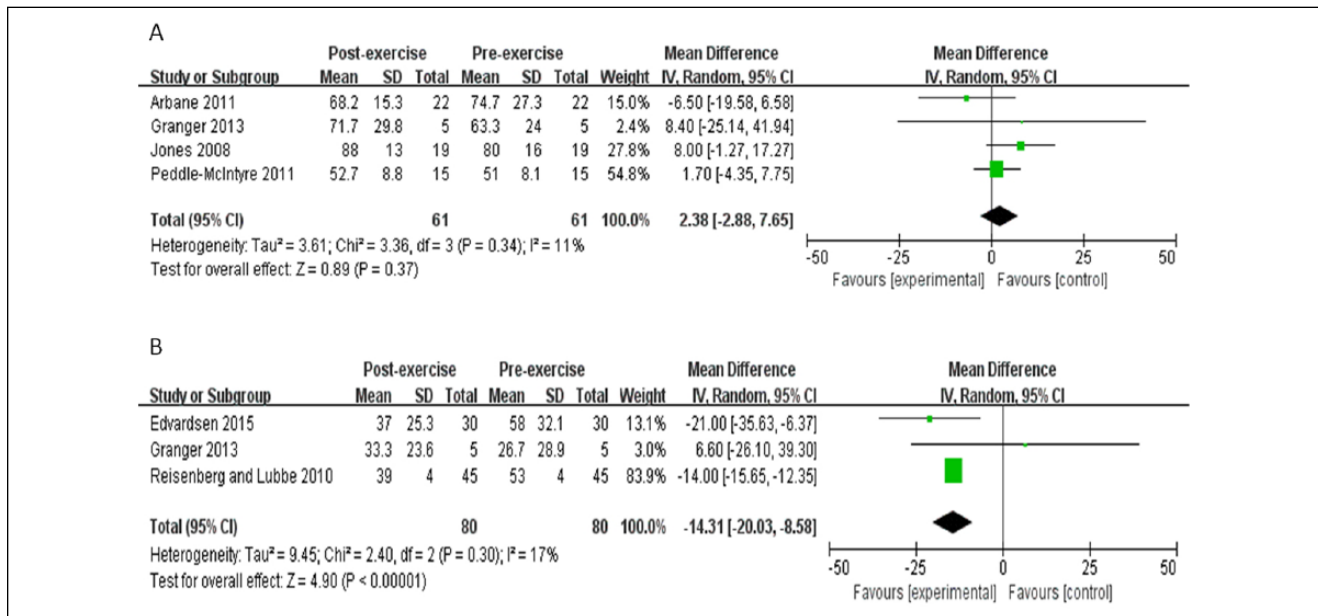 A
Post-exercise Pre-exercise Mean Difference Mean Difference
Study or Subgroup Mean SD Total Mean SD Total Weight IV, Random, 95% CI IV, Random, 95% CI
Arbane 2011 68.2 15.3 22 74.7 27.3 22 15.0% -6.50 [-19.58, 6.58]
Granger 2013 71.7 29.8 5 63.3 24 5 2.4% 8.40 [-25.14, 41.94]
Jones 2008 88 13 19 80 16 19 27.8% 8.00 [-1.27, 17.27]
Peddle-McIntyre 2011 52.7 8.8 15 51 8.1 15 54.8% 1.70 [-4.35, 7.75]
Total (95% CI) 61 61 100.0% 2.38 [-2.88, 7.65]
Heterogeneity: Tau² = 3.61; Chi² = 3.36, df = 3 (P = 0.34); I² = 11%
Test for overall effect: Z = 0.89 (P = 0.37)
-50 -25 0 25 50
Favours [experimental] Favours [control]
B
Post-exercise Pre-exercise Mean Difference Mean Difference
Study or Subgroup Mean SD Total Mean SD Total Weight IV, Random, 95% CI IV, Random, 95% CI
Edvardsen 2015 37 25.3 30 58 32.1 30 13.1% -21.00 [-35.63, -6.37]
Granger 2013 33.3 23.6 5 26.7 28.9 5 3.0% 6.60 [-26.10, 39.30]
Reisenberg and Lubbe 2010 39 4 45 53 4 45 83.9% -14.00 [-15.65, -12.35]
Total (95% CI) 80 80 100.0% -14.31 [-20.03, -8.58]
Heterogeneity: Tau² = 9.45; Chi² = 2.40, df = 2 (P = 0.30); I² = 17%
Test for overall effect: Z = 4.90 (P < 0.00001)
-50 -25 0 25 50
Favours [experimental] Favours [control]